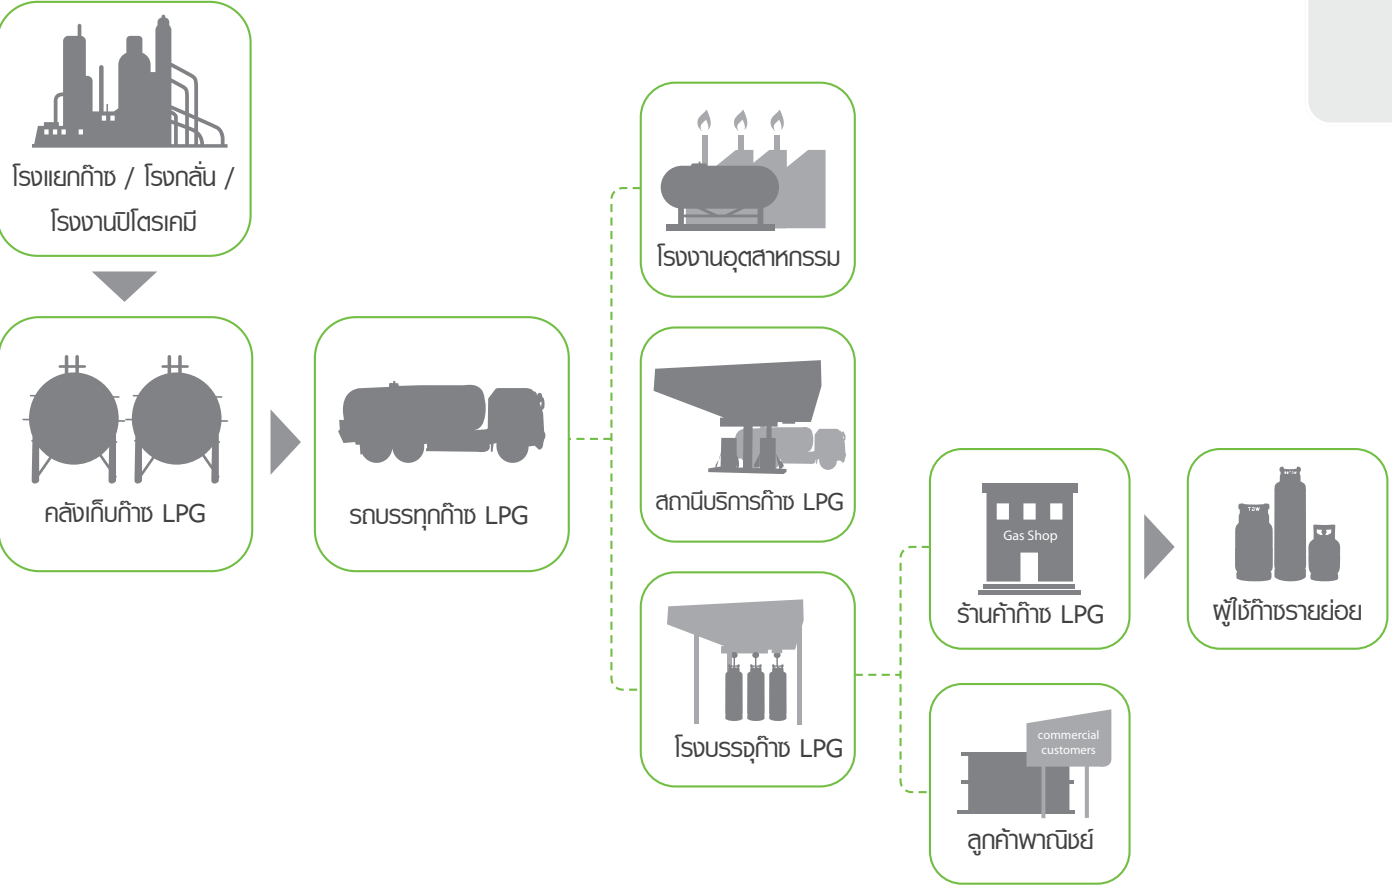 โรงแยกก๊าซ / โรงกลั่น /
โรงงานปิโตรเคมี
คลังเก็บก๊าซ LPG
รถบรรทุกก๊าซ LPG
โรงงานอุตสาหกรรม
สถานีบริการก๊าซ LPG
โรงบรรจุก๊าซ LPG
Gas Shop
ร้านค้าก๊าซ LPG
commercial
customers
ลูกค้าพาณิชย์
TGW
ผู้ใช้ก๊าซรายย่อย